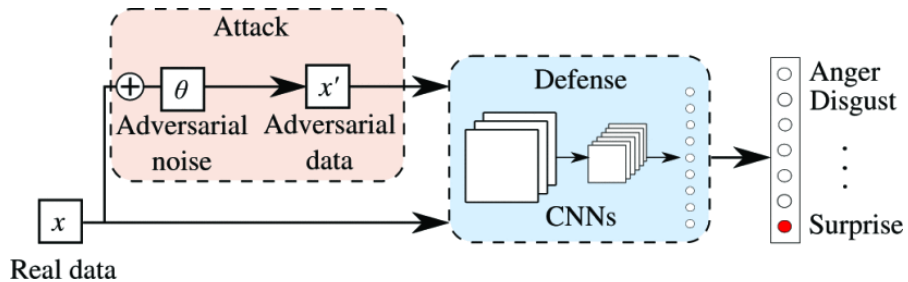 Attack
θ
x′
Adversarial noise
Adversarial data
x
Real data
Defense
CNNs
Anger
Disgust
Surprise